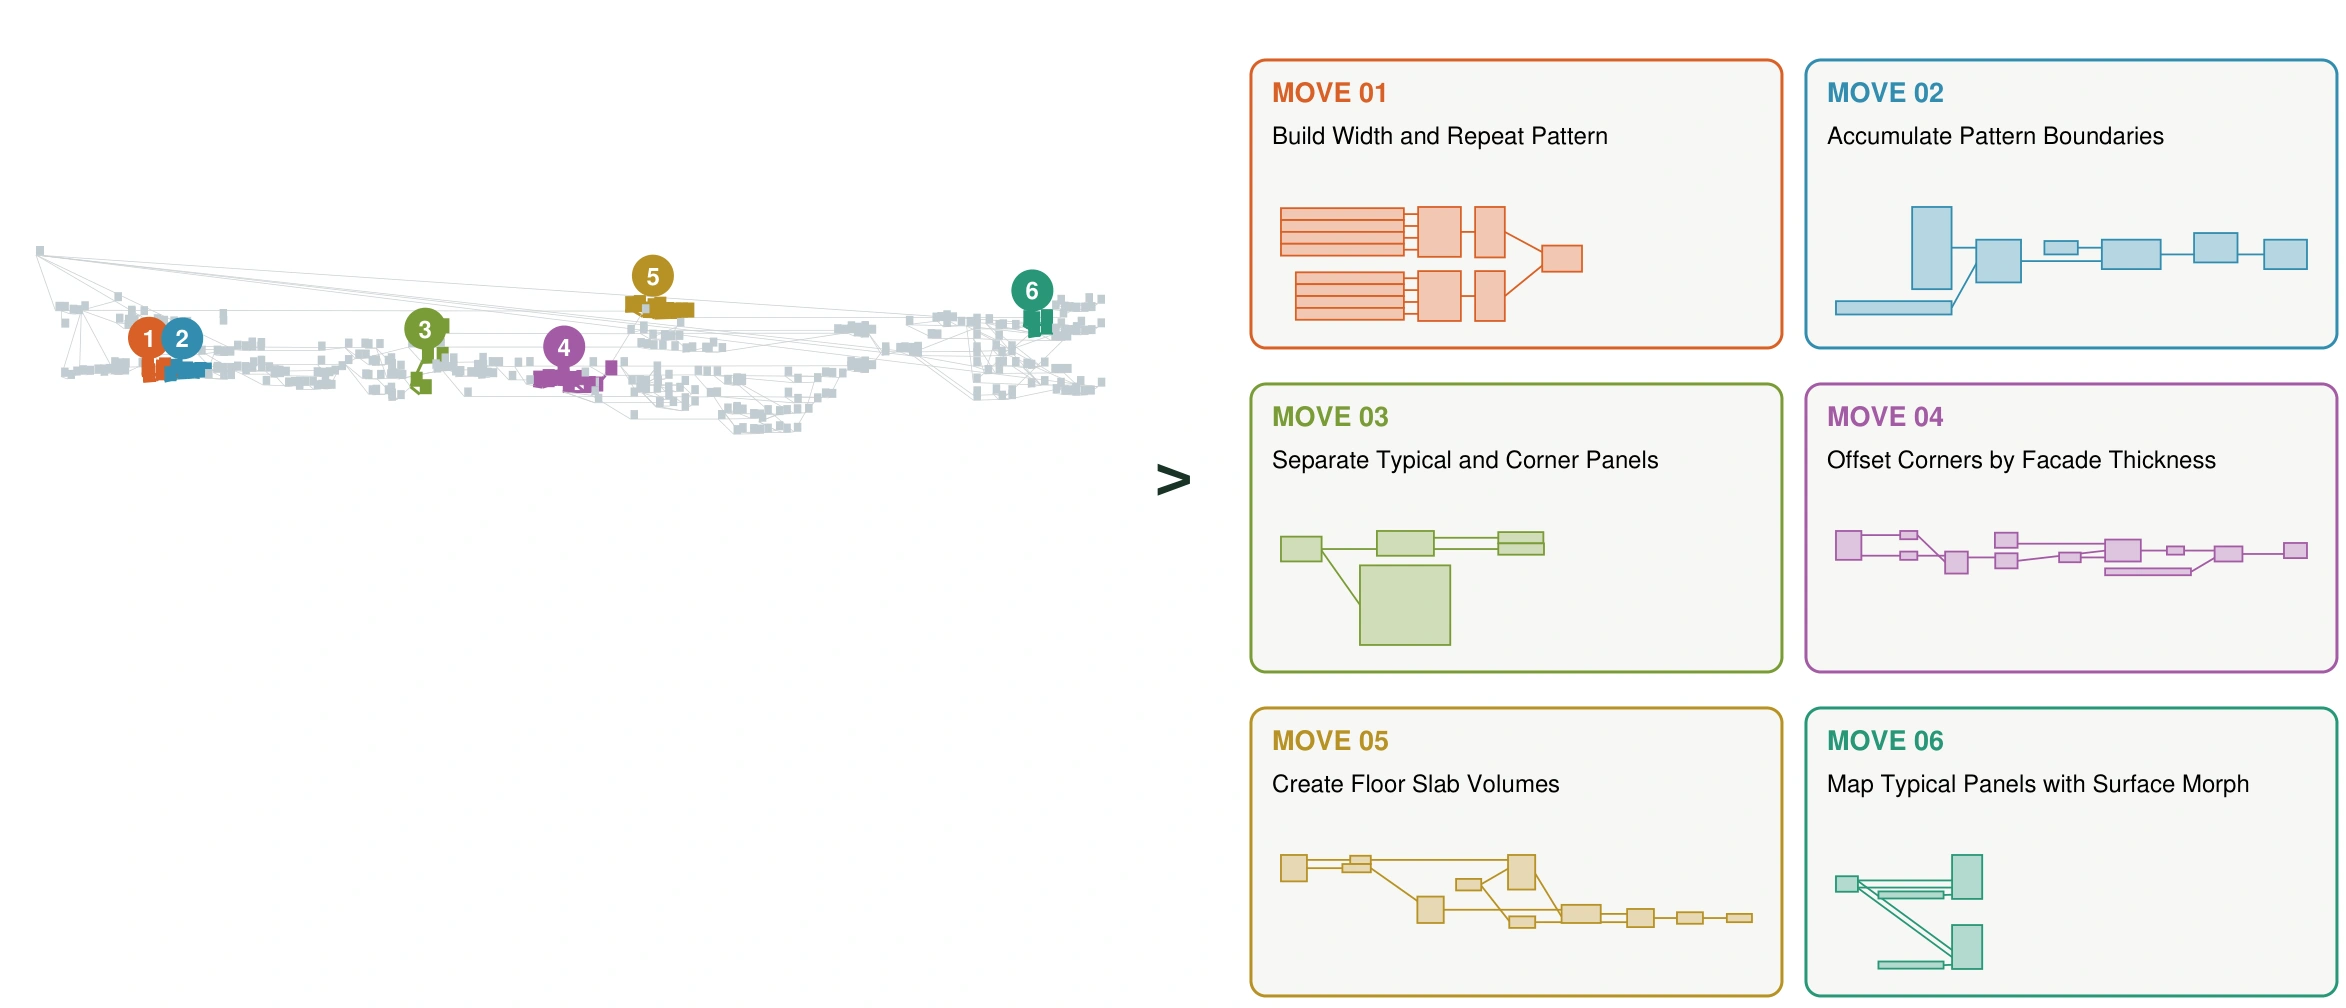 1
2
3
4
5
6
>
MOVE 01
Build Width and Repeat Pattern
MOVE 02
Accumulate Pattern Boundaries
MOVE 03
Separate Typical and Corner Panels
MOVE 04
Offset Corners by Facade Thickness
MOVE 05
Create Floor Slab Volumes
MOVE 06
Map Typical Panels with Surface Morph